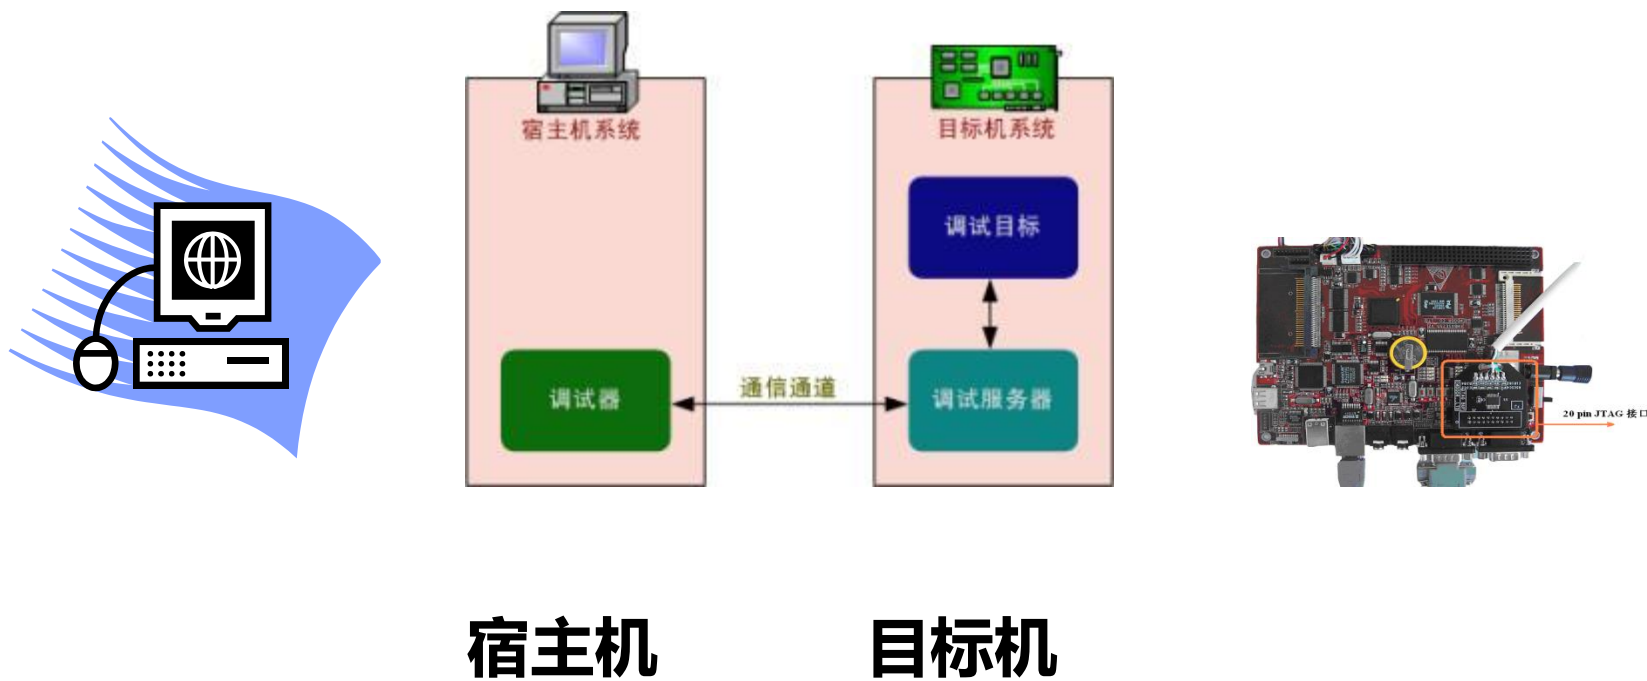 宿主机系统
目标机系统
调试目标
调试器
通信通道
调试服务器
20 pin JTAG 接口
宿主机
目标机